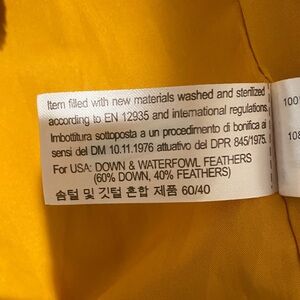 Item filled with new materials washed and sterilized
according to EN 12935 and international regulations.
Imbottitura sottoposta a un procedimento di bonifica ai
sensi del DM 10.11.1976 attuativo del DPR 845/1975.
For USA: DOWN & WATERFOWL FEATHERS
(60% DOWN, 40% FEATHERS)
솜털 및 깃털 혼합 제품 60/40